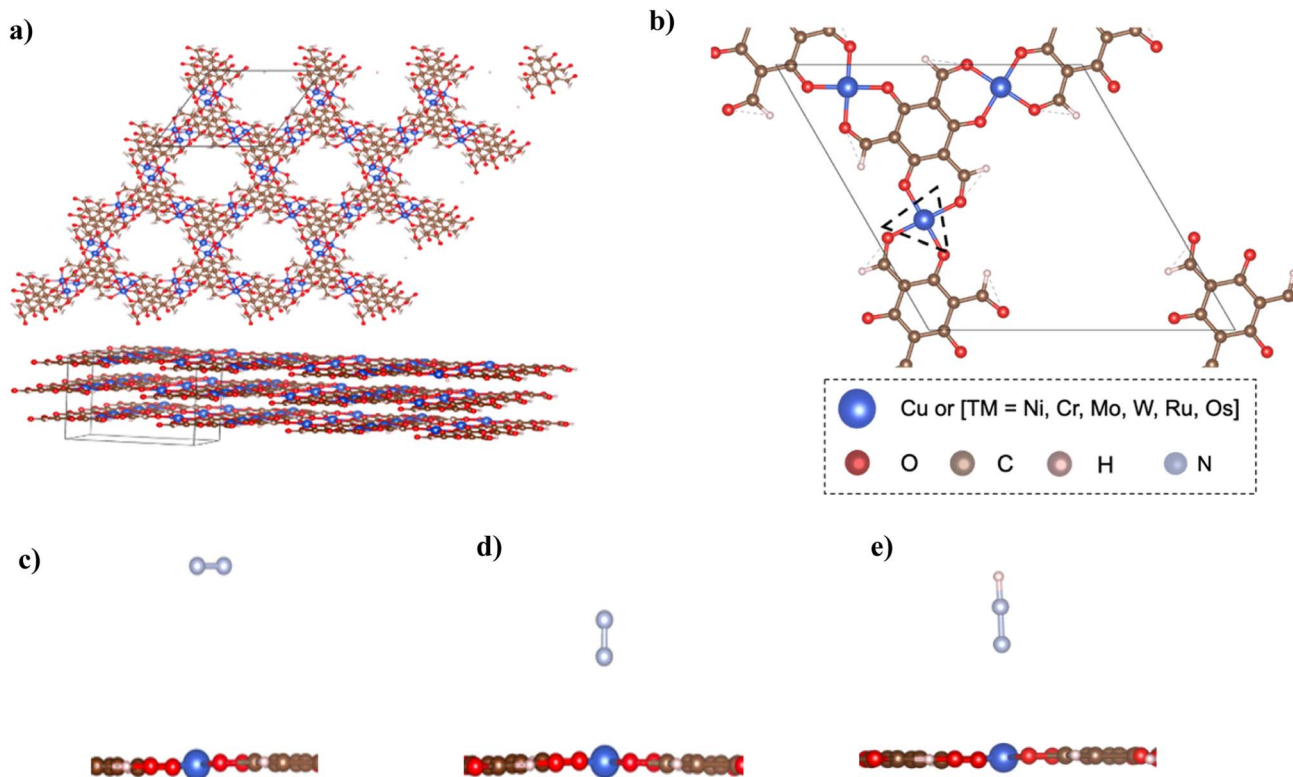 a)
b)
Cu or [TM = Ni, Cr, Mo, W, Ru, Os]
O C H N
c)
d)
e)